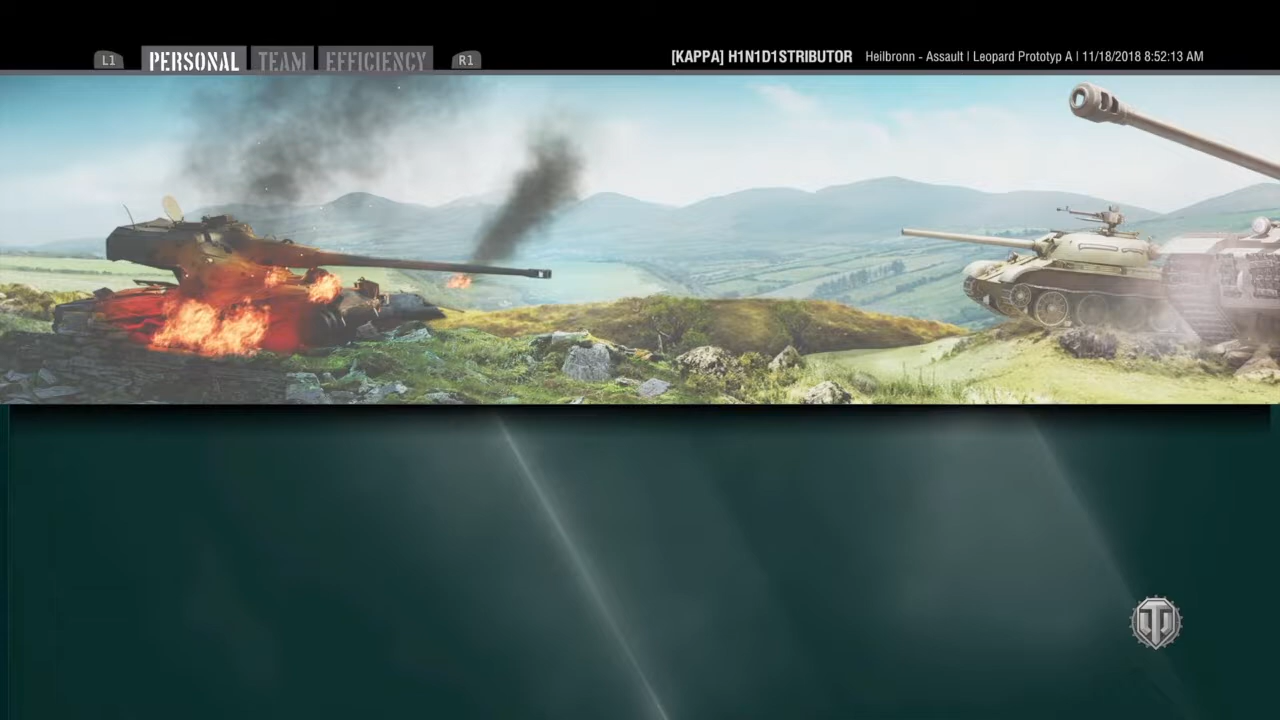 L1 PERSONAL TEAM EFFICIENCY R1 [KAPPA] H1N1D1STRIBUTOR Heilbronn - Assault | Leopard Prototyp A | 11/18/2018 8:52:13 AM